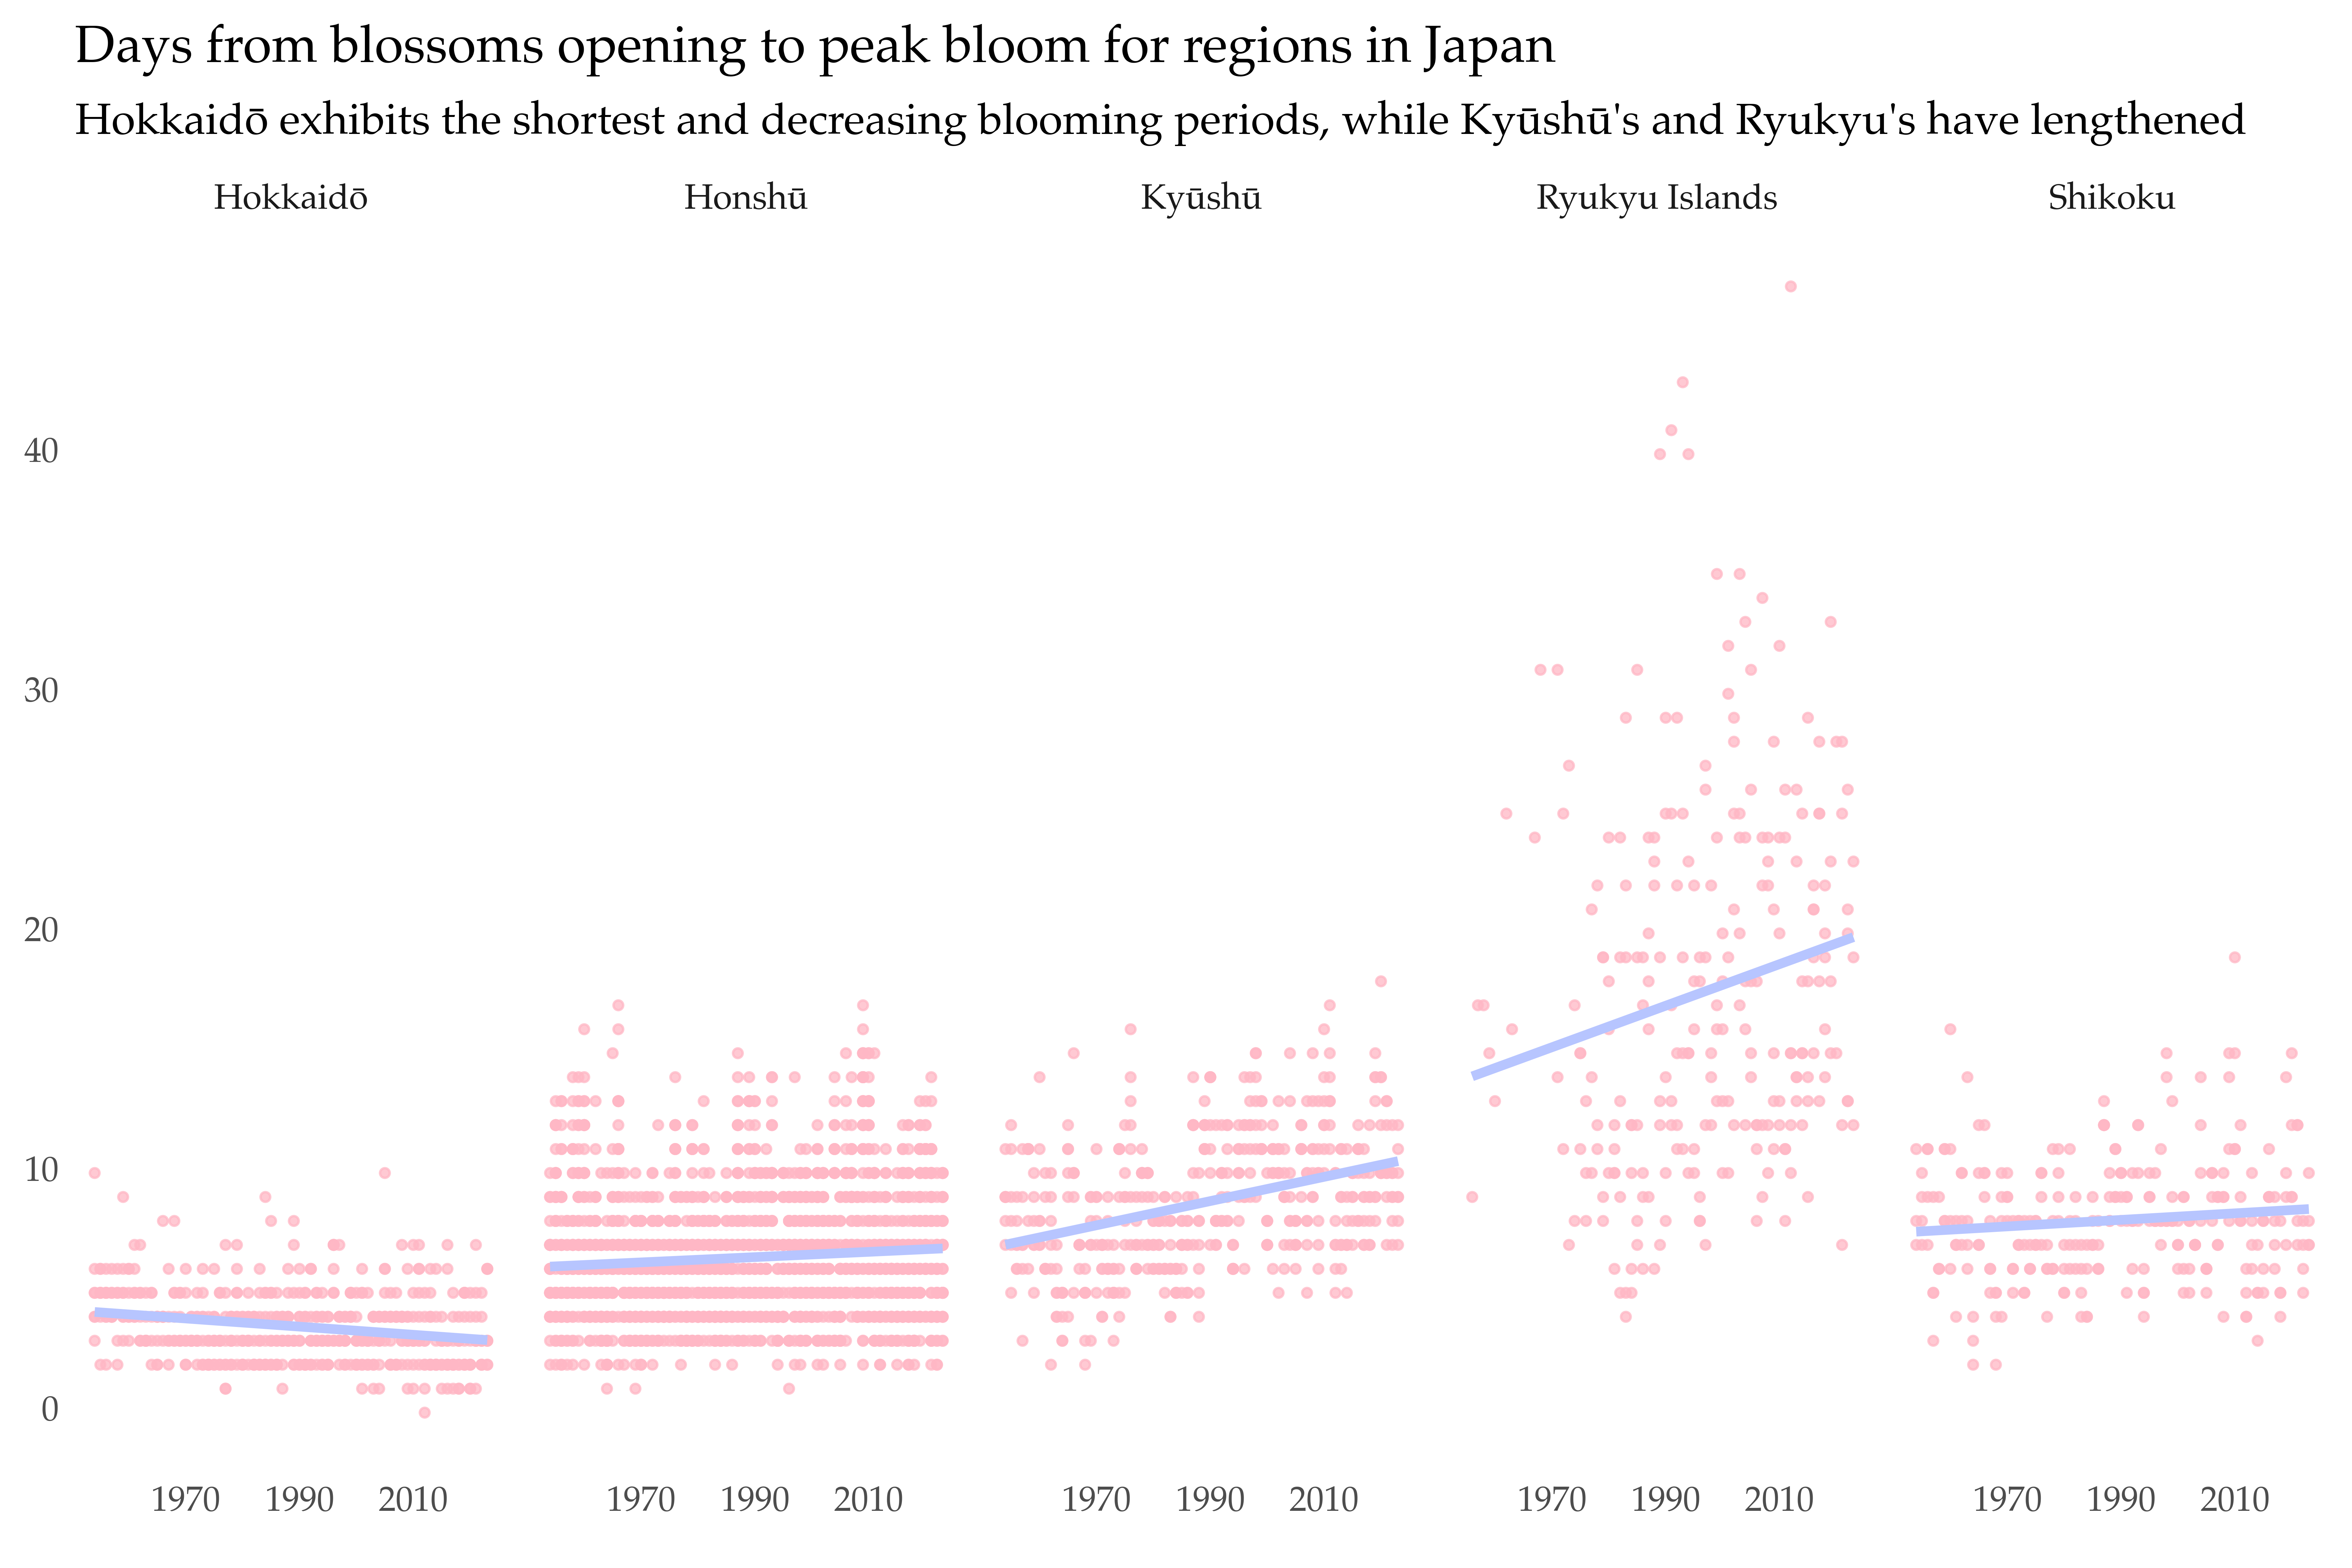 Days from blossoms opening to peak bloom for regions in Japan
Hokkaidō exhibits the shortest and decreasing blooming periods, while Kyūshū's and Ryukyu's have lengthened
Hokkaidō Honshū Kyūshū Ryukyu Islands Shikoku
40
30
20
10
0
1970 1990 2010 1970 1990 2010 1970 1990 2010 1970 1990 2010 1970 1990 2010